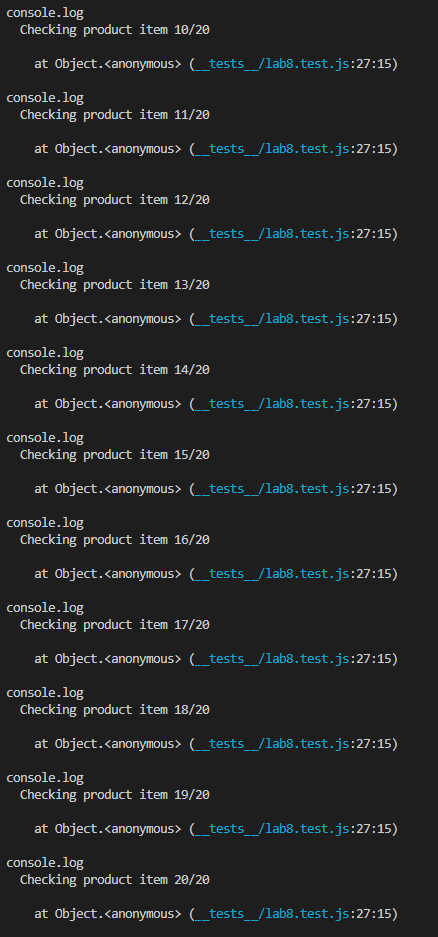 console.log
Checking product item 10/20
at Object.<anonymous> (__tests__/lab8.test.js:27:15)
console.log
Checking product item 11/20
at Object.<anonymous> (__tests__/lab8.test.js:27:15)
console.log
Checking product item 12/20
at Object.<anonymous> (__tests__/lab8.test.js:27:15)
console.log
Checking product item 13/20
at Object.<anonymous> (__tests__/lab8.test.js:27:15)
console.log
Checking product item 14/20
at Object.<anonymous> (__tests__/lab8.test.js:27:15)
console.log
Checking product item 15/20
at Object.<anonymous> (__tests__/lab8.test.js:27:15)
console.log
Checking product item 16/20
at Object.<anonymous> (__tests__/lab8.test.js:27:15)
console.log
Checking product item 17/20
at Object.<anonymous> (__tests__/lab8.test.js:27:15)
console.log
Checking product item 18/20
at Object.<anonymous> (__tests__/lab8.test.js:27:15)
console.log
Checking product item 19/20
at Object.<anonymous> (__tests__/lab8.test.js:27:15)
console.log
Checking product item 20/20
at Object.<anonymous> (__tests__/lab8.test.js:27:15)